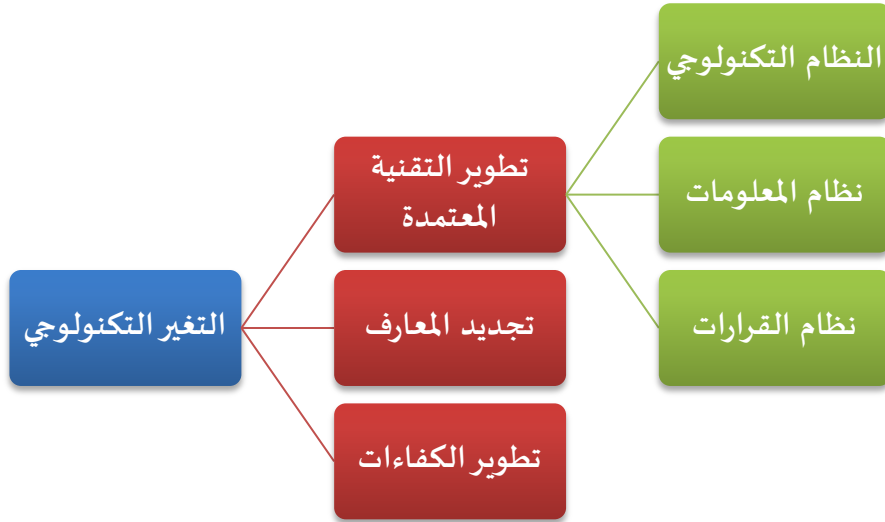 التغير التكنولوجي
تطوير التقنية
المعتمدة
تجديد المعارف
تطوير الكفاءات
النظام التكنولوجي
نظام المعلومات
نظام القرارات